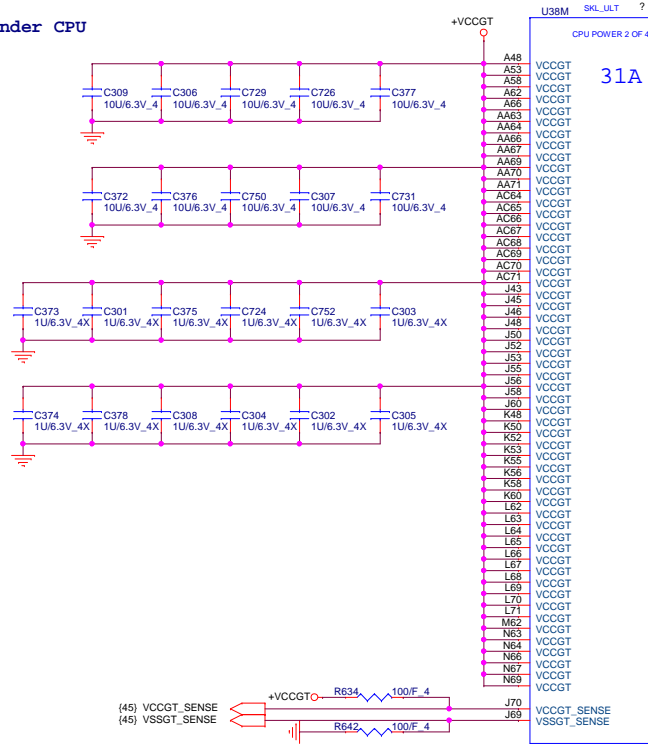 nder CPU
+VCCGT
U38M SKL_ULT ?
CPU POWER 2 OF 4
31A
C309 C306 C729 C726 C377
10U/6.3V_4 10U/6.3V_4 10U/6.3V_4 10U/6.3V_4 10U/6.3V_4
C372 C376 C750 C307 C731
10U/6.3V_4 10U/6.3V_4 10U/6.3V_4 10U/6.3V_4 10U/6.3V_4
C373 C301 C375 C724 C752 C303
1U/6.3V_4X 1U/6.3V_4X 1U/6.3V_4X 1U/6.3V_4X 1U/6.3V_4X 1U/6.3V_4X
C374 C378 C308 C304 C302 C305
1U/6.3V_4X 1U/6.3V_4X 1U/6.3V_4X 1U/6.3V_4X 1U/6.3V_4X 1U/6.3V_4X
A48 VCCGT
A53 VCCGT
A58 VCCGT
A62 VCCGT
A66 VCCGT
AA63 VCCGT
AA64 VCCGT
AA66 VCCGT
AA67 VCCGT
AA69 VCCGT
AA70 VCCGT
AA71 VCCGT
AC64 VCCGT
AC65 VCCGT
AC66 VCCGT
AC67 VCCGT
AC68 VCCGT
AC69 VCCGT
AC70 VCCGT
AC71 VCCGT
J43 VCCGT
J45 VCCGT
J46 VCCGT
J48 VCCGT
J50 VCCGT
J52 VCCGT
J53 VCCGT
J55 VCCGT
J56 VCCGT
J58 VCCGT
J60 VCCGT
K48 VCCGT
K50 VCCGT
K52 VCCGT
K53 VCCGT
K55 VCCGT
K56 VCCGT
K58 VCCGT
K60 VCCGT
L62 VCCGT
L63 VCCGT
L64 VCCGT
L65 VCCGT
L66 VCCGT
L67 VCCGT
L68 VCCGT
L69 VCCGT
L70 VCCGT
L71 VCCGT
M62 VCCGT
N63 VCCGT
N64 VCCGT
N66 VCCGT
N67 VCCGT
N69 VCCGT
+VCCGT R634 100/F_4
{45} VCCGT_SENSE J70 VCCGT_SENSE
{45} VSSGT_SENSE J69 VSSGT_SENSE
R642 100/F_4